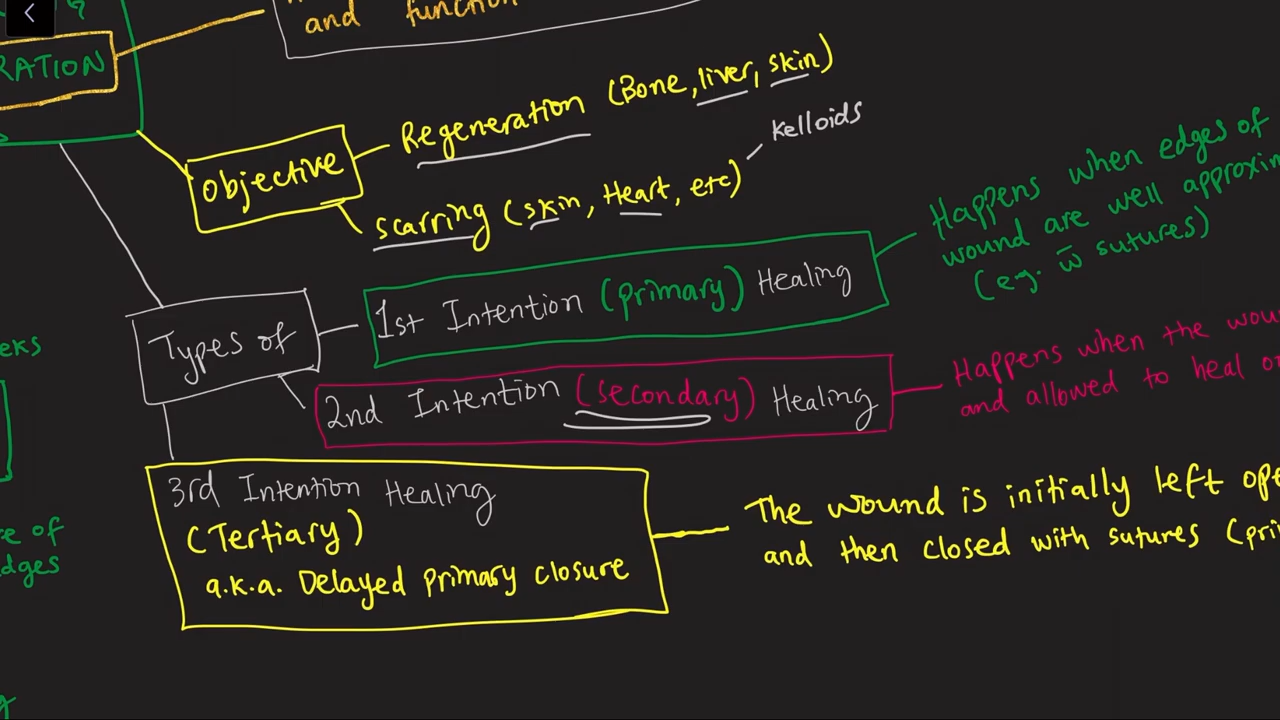 and function
RATION
Objective
Regeneration (Bone, liver, skin)
scarring (skin, Heart, etc)
kelloids
Types of
1st Intention (primary) Healing
Happens when edges of
wound are well approxim
(e.g. w̄ sutures)
2nd Intention (secondary) Healing
Happens when the wou
and allowed to heal o
3rd Intention Healing
(Tertiary)
a.k.a. Delayed primary closure
The wound is initially left ope
and then closed with sutures (pri
eks
e of
dges